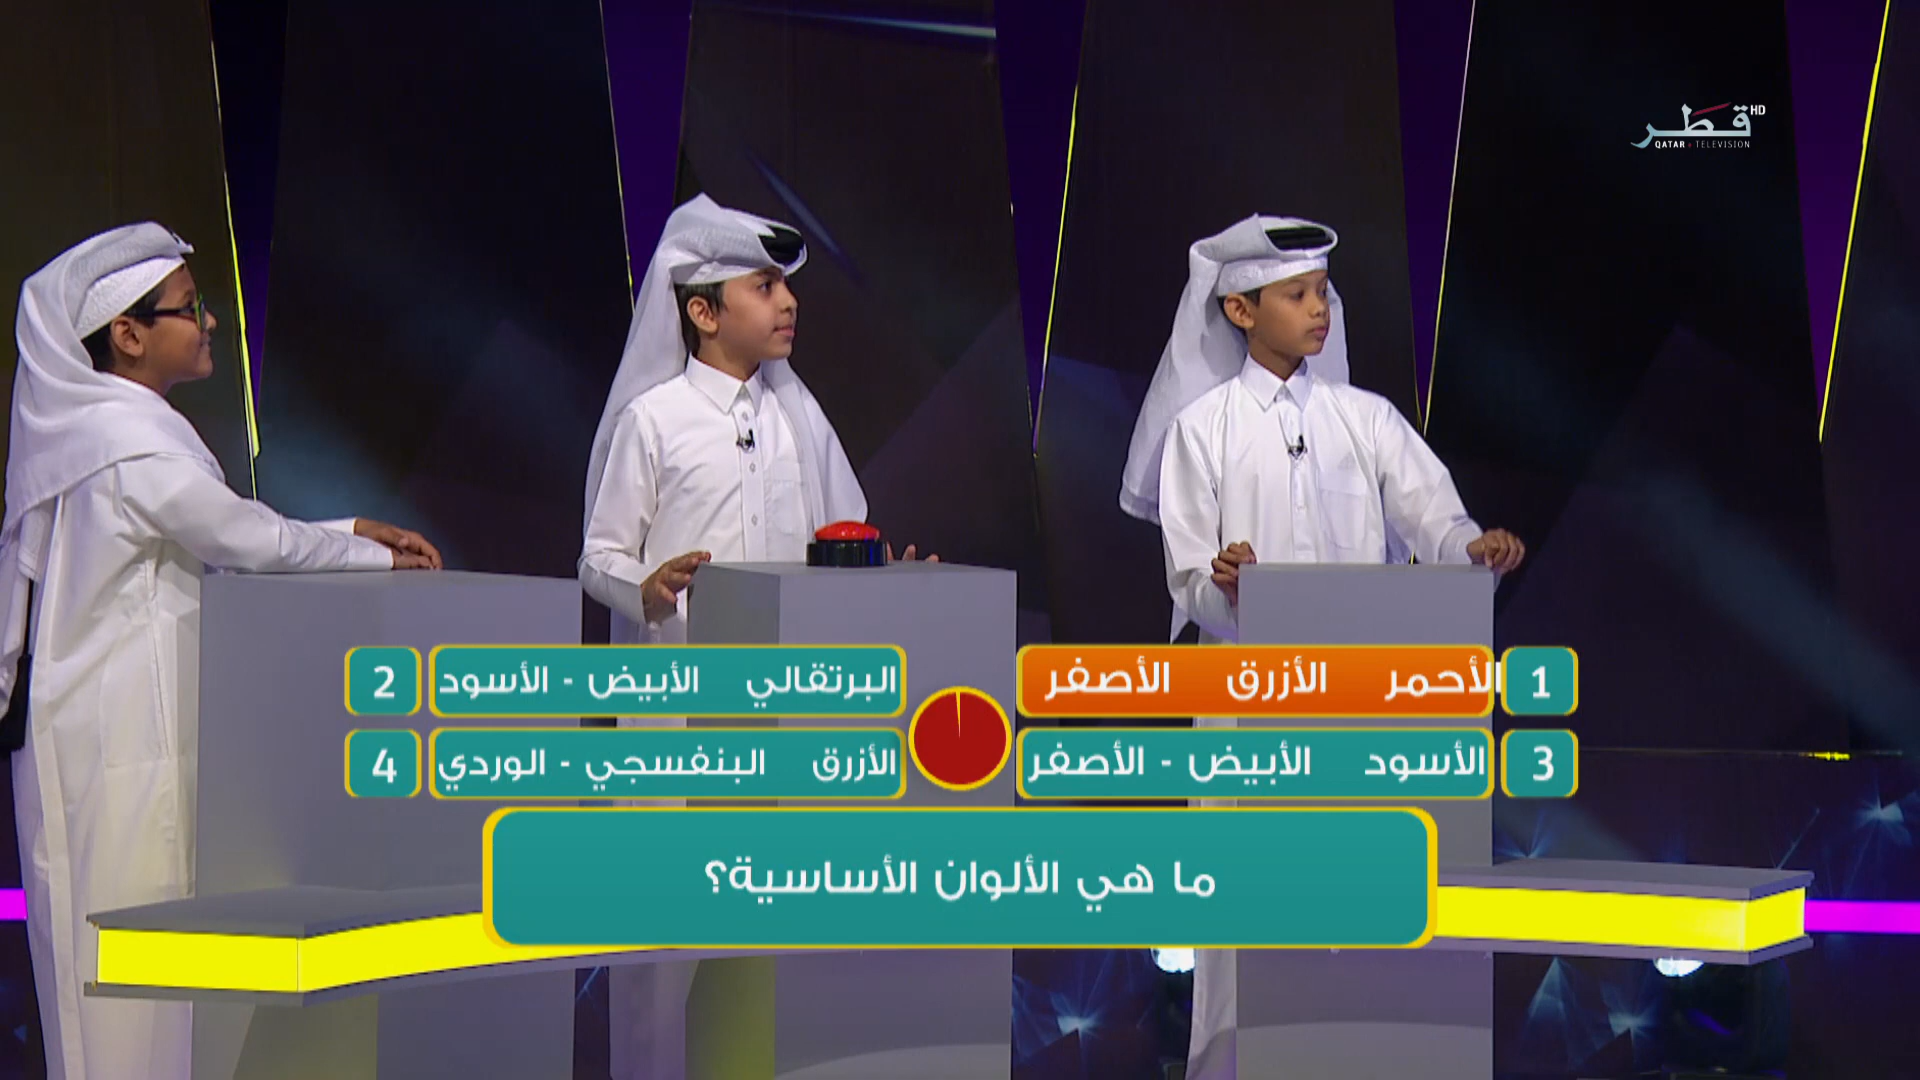 قطر HD
QATAR TELEVISION
1 الأحمر الأزرق الأصفر
2 البرتقالي الأبيض - الأسود
3 الأسود الأبيض - الأصفر
4 الأزرق البنفسجي - الوردي
ما هي الألوان الأساسية؟